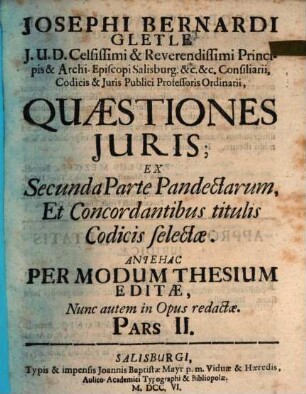 JOSEPHI BERNARDI
GLETLE
J. U. D. Celsissimi & Reverendissimi Princi-
pis & Archi-Episcopi Salisburg. &c. &c. Consiliarii,
Codicis & Juris Publici Professoris Ordinarii,
QUÆSTIONES
JURIS;
EX
Secunda Parte Pandectarum,
Et Concordantibus titulis
Codicis selectæ.
ANTEHAC
PER MODUM THESIUM
EDITÆ,
Nunc autem in Opus redactæ.
PARS II.
SALISBURGI,
Typis & impensis Joannis Baptistæ Mayr p. m. Viduæ & Hæredis,
Aulico-Academici Typographi & Bibliopolæ,
M. DCC. VI.